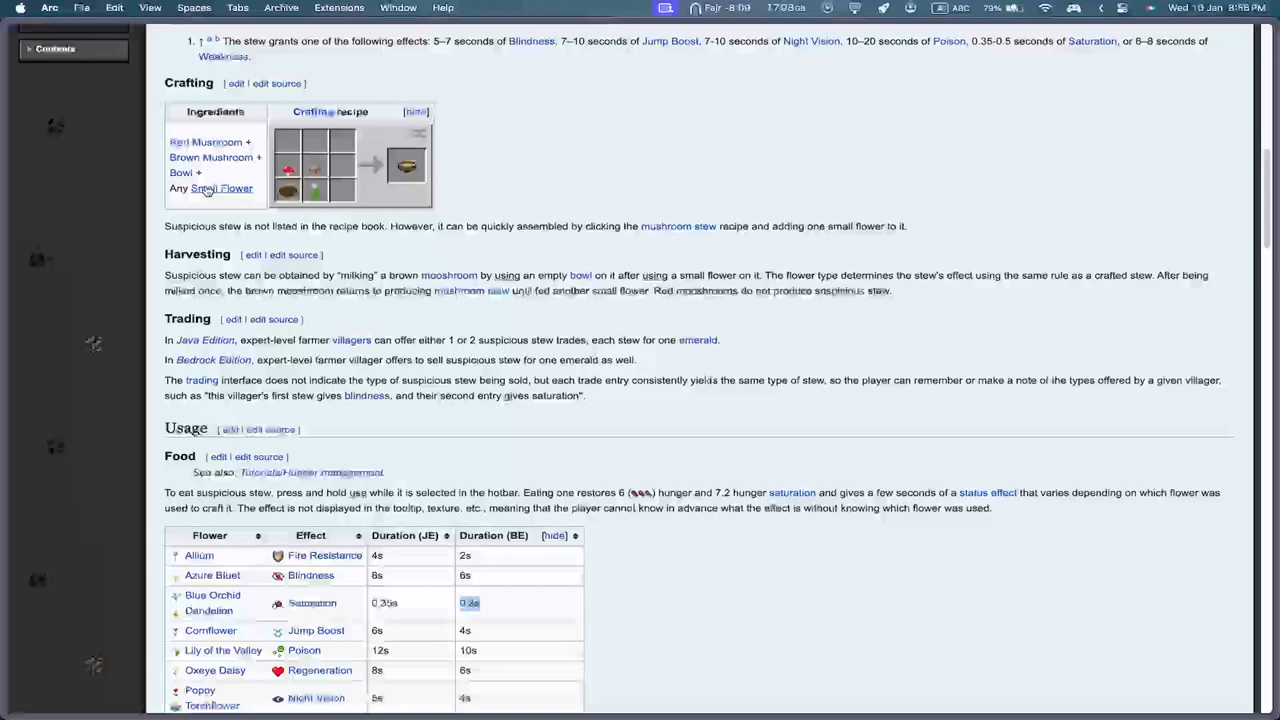 File Edit View History Bookmarks Extensions Window Help
79% Wed 10 Jan 8:56PM
Contents
1. ↑ a b The stew grants one of the following effects: 5–7 seconds of Blindness, 7–10 seconds of Jump Boost, 7-10 seconds of Night Vision, 10–20 seconds of Poison, 0.35-0.5 seconds of Saturation, or 6–8 seconds of
Weakness.
Crafting [ edit | edit source ]
Ingredients Crafting recipe [hide]
Red Mushroom +
Brown Mushroom +
Bowl +
Any Small Flower
Suspicious stew is not listed in the recipe book. However, it can be quickly assembled by clicking the mushroom stew recipe and adding one small flower to it.
Harvesting [ edit | edit source ]
Suspicious stew can be obtained by "milking" a brown mooshroom by using an empty bowl on it after using a small flower on it. The flower type determines the stew's effect using the same rule as a crafted stew. After being
milked once, the brown mooshroom returns to producing mushroom stew until fed another small flower. Red mooshrooms do not produce suspicious stew.
Trading [ edit | edit source ]
In Java Edition, expert-level farmer villagers can offer either 1 or 2 suspicious stew trades, each stew for one emerald.
In Bedrock Edition, expert-level farmer villager offers to sell suspicious stew for one emerald as well.
The trading interface does not indicate the type of suspicious stew being sold, but each trade entry consistently yields the same type of stew, so the player can remember or make a note of the types offered by a given villager,
such as "this villager's first stew gives blindness, and their second entry gives saturation".
Usage [ edit | edit source ]
Food [ edit | edit source ]
See also: Tutorials/Hunger management
To eat suspicious stew, press and hold use while it is selected in the hotbar. Eating one restores 6 () hunger and 7.2 hunger saturation and gives a few seconds of a status effect that varies depending on which flower was
used to craft it. The effect is not displayed in the tooltip, texture, etc., meaning that the player cannot know in advance what the effect is without knowing which flower was used.
Flower Effect Duration (JE) Duration (BE) [hide]
Allium Fire Resistance 4s 2s
Azure Bluet Blindness 8s 6s
Blue Orchid
Dandelion Saturation 0.35s
Cornflower Jump Boost 6s 4s
Lily of the Valley Poison 12s 10s
Oxeye Daisy Regeneration 8s 6s
Poppy
Torchflower Night Vision 5s 4s